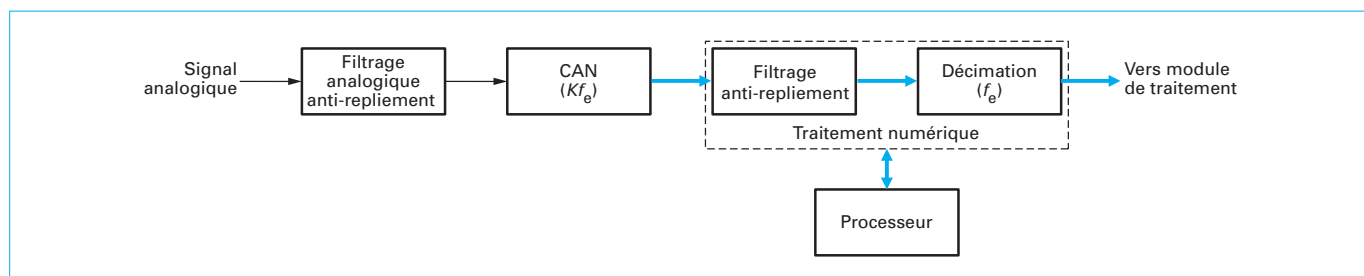 Signal
analogique
Filtrage
analogique
anti-repliement
CAN
(Kfe)
Filtrage
anti-repliement
Décimation
(fe)
Vers module
de traitement
Traitement numérique
Processeur